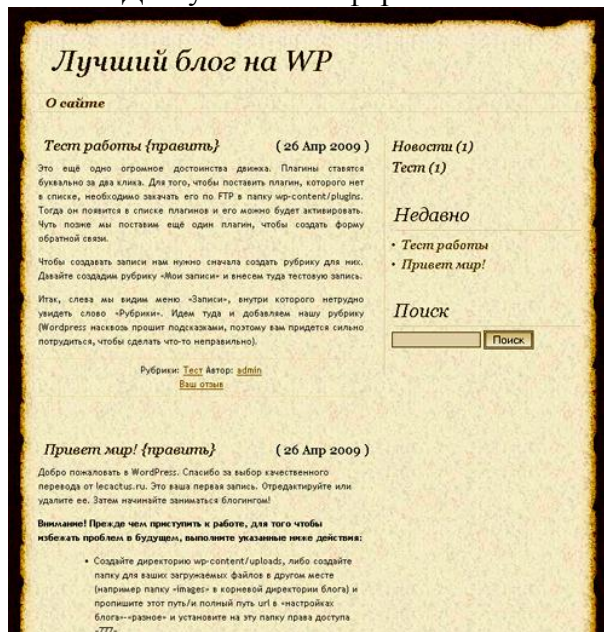 Лучший блог на WP
О сайте
Тест работы {править} ( 26 Апр 2009 )
Это ещё одно огромное достоинства движка. Плагины ставятся
буквально за два клика. Для того, чтобы поставить плагин, которого нет
в списке, необходимо закачать его по FTP в папку wp-content/plugins.
Тогда он появится в списке плагинов и его можно будет активировать.
Чуть позже мы поставим ещё один плагин, чтобы создать форму
обратной связи.
Чтобы создавать записи нам нужно сначала создать рубрику для них.
Давайте создадим рубрику «Мои записи» и внесем туда тестовую запись.
Итак, слева мы видим меню «Записи», внутри которого нетрудно
увидеть слово «Рубрики». Идем туда и добавляем нашу рубрику
(Wordpress насквозь прошит подсказками, поэтому вам придется сильно
потрудиться, чтобы сделать что-то неправильно).
Рубрики: Тест Автор: admin
Ваш отзыв
Привет мир! {править} ( 26 Апр 2009 )
Добро пожаловать в WordPress. Спасибо за выбор качественного
перевода от lecactus.ru. Это ваша первая запись. Отредактируйте или
удалите ее. Затем начинайте заниматься блогингом!
Внимание! Прежде чем приступить к работе, для того чтобы
избежать проблем в будущем, выполните указанные ниже действия:
• Создайте директорию wp-content/uploads, либо создайте
папку для ваших загружаемых файлов в другом месте
(например папку «images» в корневой директории блога) и
пропишите этот путь/и полный путь url в «настройках
блога»-«разное» и установите на эту папку права доступа
«777»
Новости (1)
Тест (1)
Недавно
• Тест работы
• Привет мир!
Поиск
Поиск